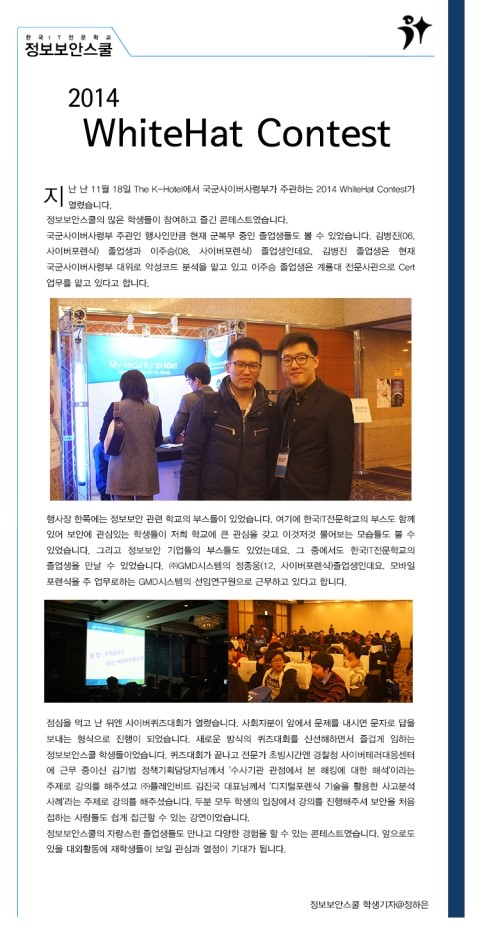 한국IT전문학교
정보보안스쿨
2014
WhiteHat Contest
지난 난 11월 18일 The K-Hotel에서 국군사이버사령부가 주관하는 2014 WhiteHat Contest가
열렸습니다.
정보보안스쿨의 많은 학생들이 참여하고 즐긴 콘테스트였습니다.
국군사이버사령부 주관인 행사인만큼 현재 군복무 중인 졸업생들도 볼 수 있었습니다. 김병진(06,
사이버포렌식) 졸업생과 이주승(08, 사이버포렌식) 졸업생인데요. 김병진 졸업생은 현재
국군사이버사령부 대위로 악성코드 분석을 맡고 있고 이주승 졸업생은 계룡대 전문사관으로 Cert
업무를 맡고 있다고 합니다.
My security pride!
행사장 한쪽에는 정보보안 관련 학교의 부스들이 있었습니다. 여기에 한국IT전문학교의 부스도 함께
있어 보안에 관심있는 학생들이 저희 학교에 큰 관심을 갖고 이것저것 물어보는 모습들도 볼 수
있었습니다. 그리고 정보보안 기업들의 부스들도 있었는데요. 그 중에서도 한국IT전문학교의
졸업생을 만날 수 있었습니다. ㈜GMD시스템의 정종웅(12, 사이버포렌식)졸업생인데요. 모바일
포렌식을 주 업무로하는 GMD시스템의 선임연구원으로 근무하고 있다고 합니다.
점심을 먹고 난 뒤엔 사이버퀴즈대회가 열렸습니다. 사회자분이 앞에서 문제를 내시면 문자로 답을
보내는 형식으로 진행이 되었습니다. 새로운 방식의 퀴즈대회를 신선해하면서 즐겁게 임하는
정보보안스쿨 학생들이었습니다. 퀴즈대회가 끝나고 전문가 초빙시간엔 경찰청 사이버테러대응센터
에 근무 중이신 김기범 정책기획담당자님께서 '수사기관 관점에서 본 해킹에 대한 해석'이라는
주제로 강의를 해주셨고 ㈜플레인비트 김진국 대표님께서 '디지털포렌식 기술을 활용한 사고분석
사례'라는 주제로 강의를 해주셨습니다. 두분 모두 학생의 입장에서 강의를 진행해주셔 보안을 처음
접하는 사람들도 쉽게 접근할 수 있는 강연이었습니다.
정보보안스쿨의 자랑스런 졸업생들도 만나고 다양한 경험을 할 수 있는 콘테스트였습니다. 앞으로도
있을 대외활동에 재학생들이 보일 관심과 열정이 기대가 됩니다.
정보보안스쿨 학생기자@정하은